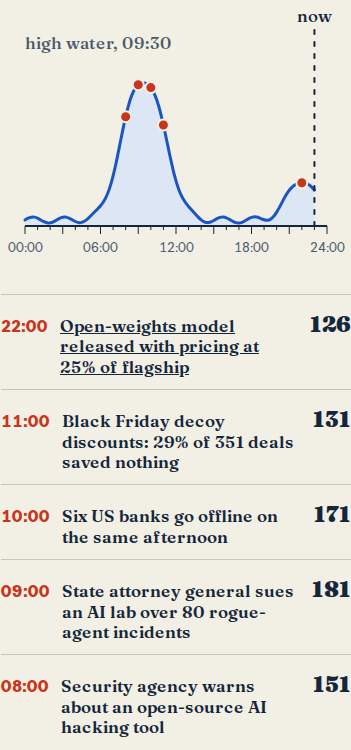 now
high water, 09:30
00:00 06:00 12:00 18:00 24:00
22:00 Open-weights model 126
released with pricing at
25% of flagship
11:00 Black Friday decoy 131
discounts: 29% of 351 deals
saved nothing
10:00 Six US banks go offline on 171
the same afternoon
09:00 State attorney general sues 181
an AI lab over 80 rogue-
agent incidents
08:00 Security agency warns 151
about an open-source AI
hacking tool